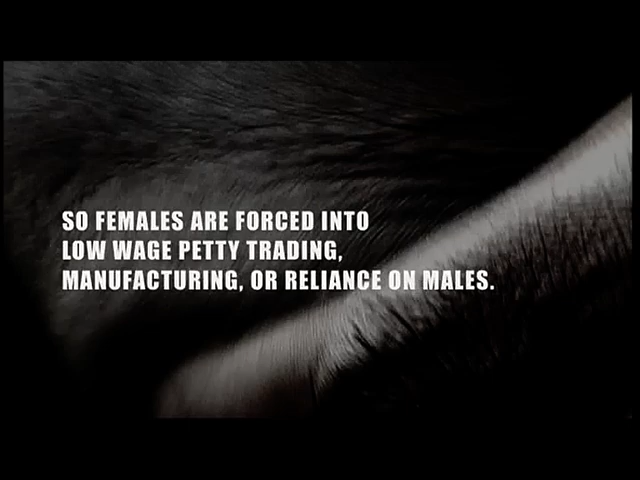 SO FEMALES ARE FORCED INTO
LOW WAGE PETTY TRADING,
MANUFACTURING, OR RELIANCE ON MALES.